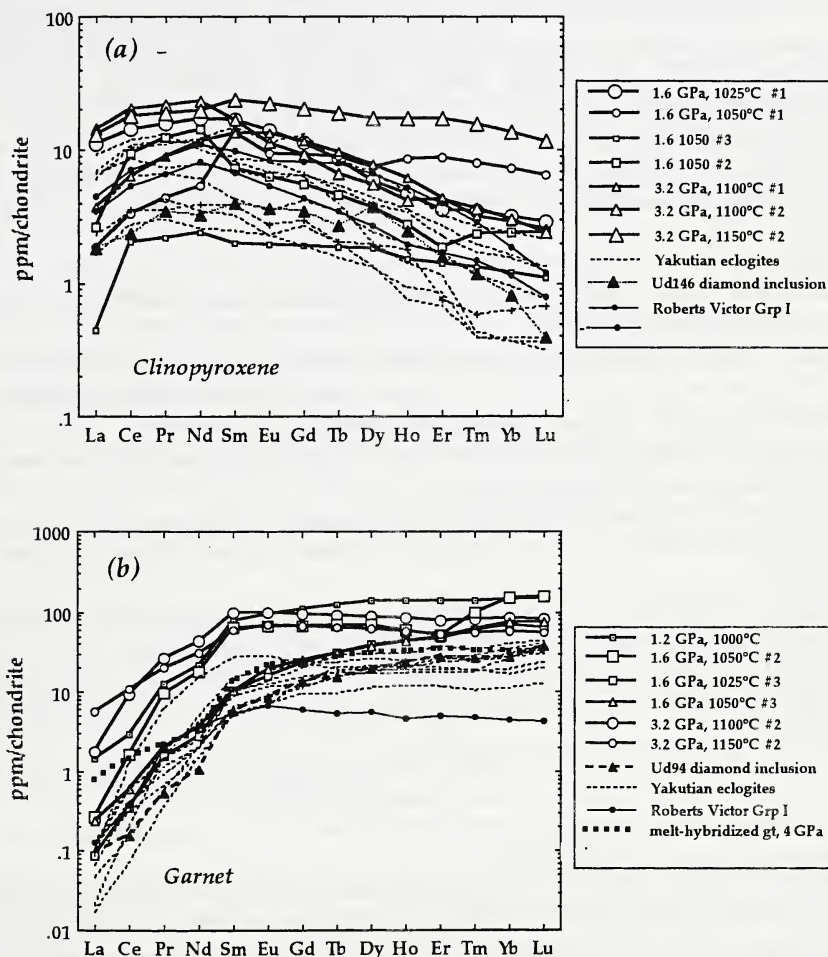 (a)
100
10
1
.1
ppm/chondrite
Clinopyroxene
La Ce Pr Nd Sm Eu Gd Tb Dy Ho Er Tm Yb Lu
1.6 GPa, 1025°C #1
1.6 GPa, 1050°C #1
1.6 1050 #3
1.6 1050 #2
3.2 GPa, 1100°C #1
3.2 GPa, 1100°C #2
3.2 GPa, 1150°C #2
Yakutian eclogites
Ud146 diamond inclusion
Roberts Victor Grp I
(b)
1000
100
10
1
.1
.01
ppm/chondrite
Garnet
La Ce Pr Nd Sm Eu Gd Tb Dy Ho Er Tm Yb Lu
1.2 GPa, 1000°C
1.6 GPa, 1050°C #2
1.6 GPa, 1025°C #3
1.6 GPa 1050°C #3
3.2 GPa, 1100°C #2
3.2 GPa, 1150°C #2
Ud94 diamond inclusion
Yakutian eclogites
Roberts Victor Grp I
melt-hybridized gt, 4 GPa